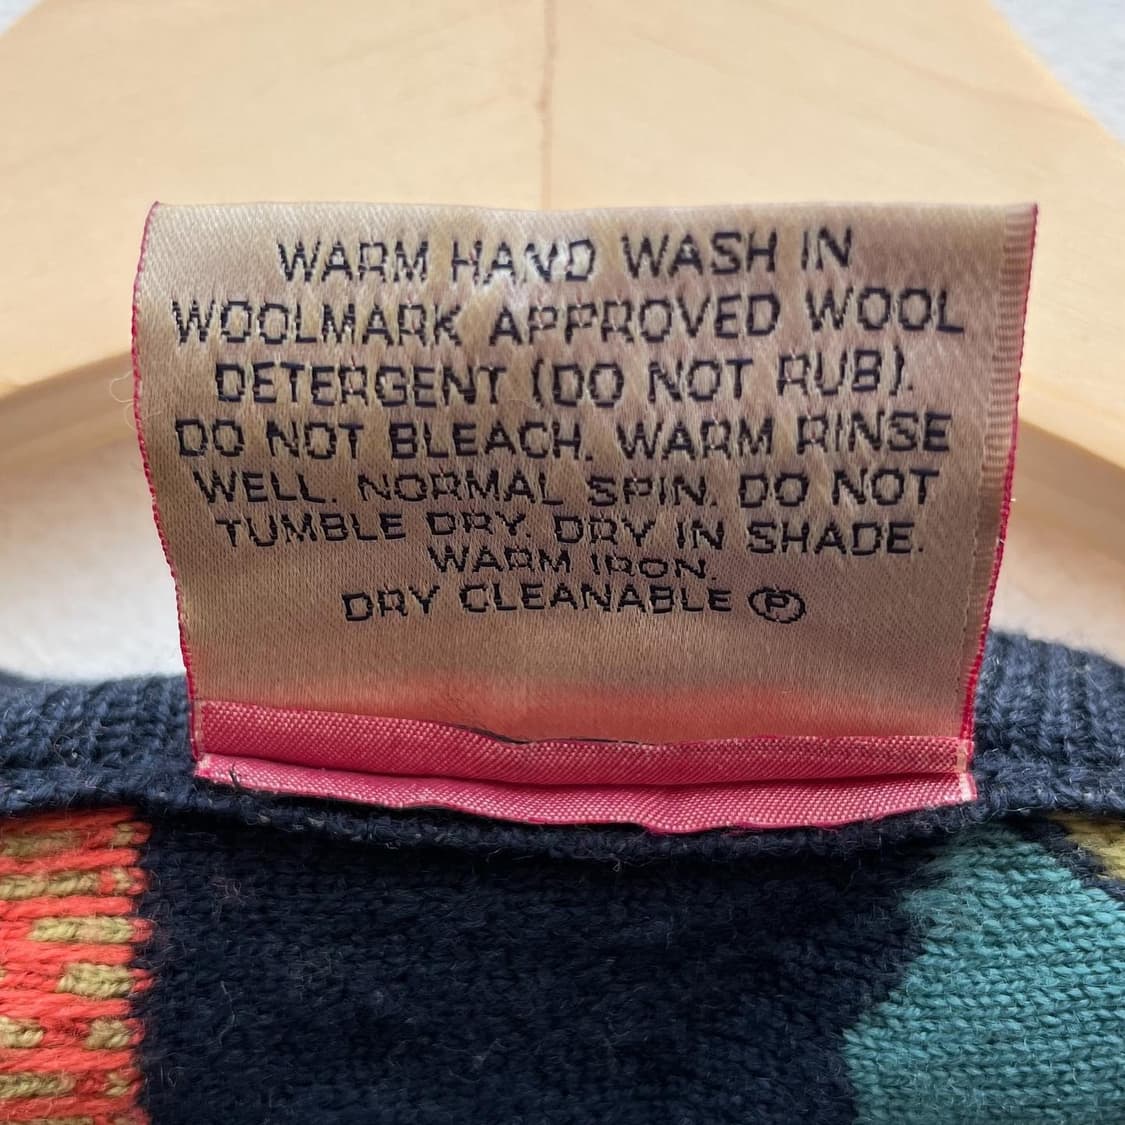 WARM HAND WASH IN
WOOLMARK APPROVED WOOL
DETERGENT (DO NOT RUB).
DO NOT BLEACH. WARM RINSE
WELL. NORMAL SPIN. DO NOT
TUMBLE DRY. DRY IN SHADE.
WARM IRON.
DRY CLEANABLE Ⓟ